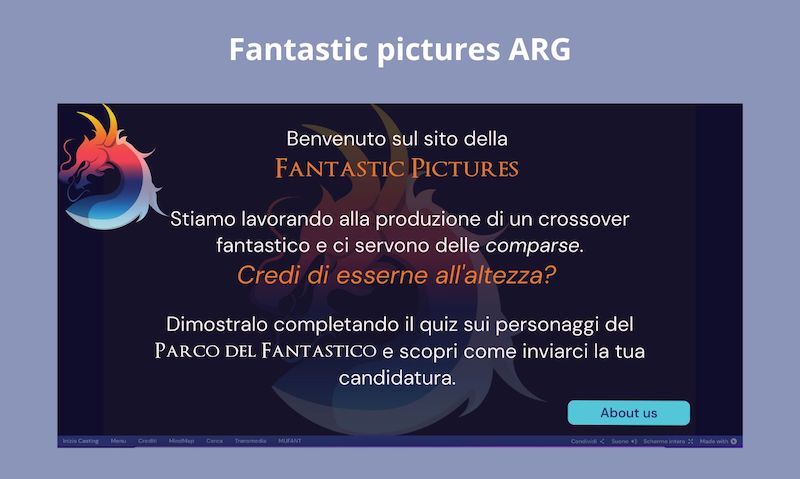 Fantastic pictures ARG
Benvenuto sul sito della
FANTASTIC PICTURES
Stiamo lavorando alla produzione di un crossover
fantastico e ci servono delle comparse.
Credi di esserne all'altezza?
Dimostralo completando il quiz sui personaggi del
PARCO DEL FANTASTICO e scopri come inviarci la tua
candidatura.
About us
Inizia Casting Menu Crediti MindMap Cerca Transmedia MUFANT Condividi Suono Schermo intero Made with